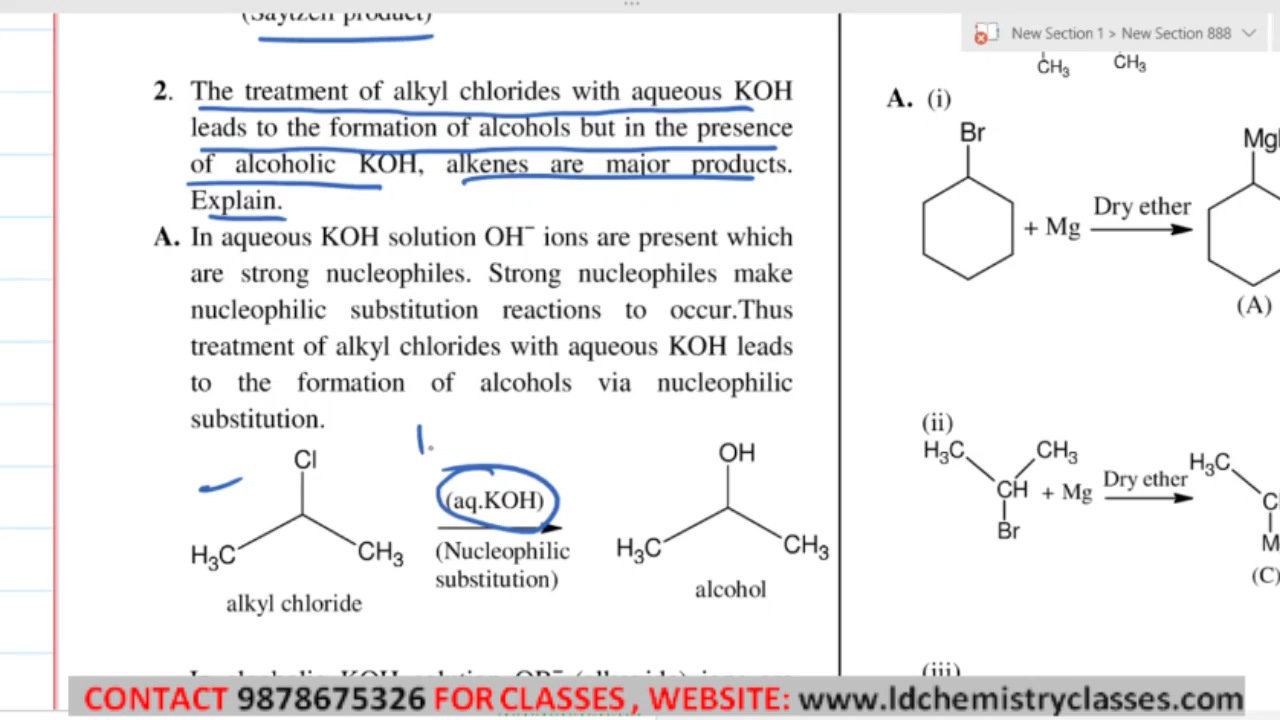 (Saytzeff product)
New Section 1 > New Section 888
2. The treatment of alkyl chlorides with aqueous KOH
leads to the formation of alcohols but in the presence
of alcoholic KOH, alkenes are major products.
Explain.
A. In aqueous KOH solution OH⁻ ions are present which
are strong nucleophiles. Strong nucleophiles make
nucleophilic substitution reactions to occur.Thus
treatment of alkyl chlorides with aqueous KOH leads
to the formation of alcohols via nucleophilic
substitution.
Cl
H₃C CH₃
alkyl chloride
(aq.KOH)
(Nucleophilic
substitution)
OH
H₃C CH₃
alcohol
CH₃ CH₃
A. (i)
Br
+ Mg
Dry ether
(A)
(ii)
H₃C CH₃
CH + Mg
Br
Dry ether
H₃C
(C)
(iii)
CONTACT 9878675326 FOR CLASSES , WEBSITE: www.ldchemistryclasses.com